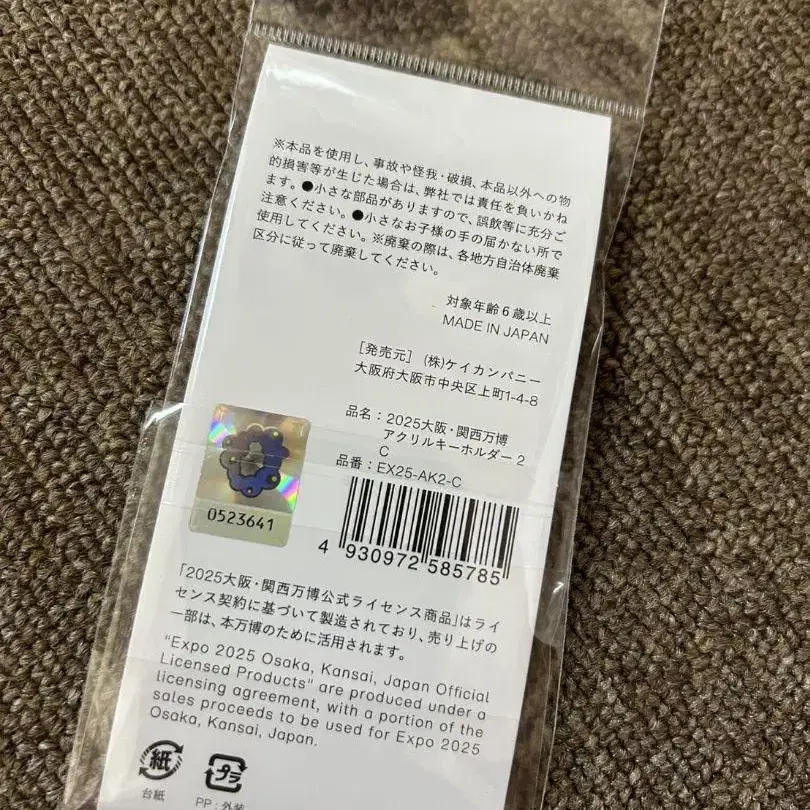 ※本品を使用し、事故や怪我・破損、本品以外への物
的損害等が生じた場合は、弊社では責任を負いかね
ます。●小さな部品がありますので、誤飲等に充分ご
注意ください。●小さなお子様の手の届かない所で
使用してください。※廃棄の際は、各地方自治体廃棄
区分に従って廃棄してください。
対象年齢6歳以上
MADE IN JAPAN
［発売元］ (株)ケイカンパニー
大阪府大阪市中央区上町1-4-8
品名：2025大阪・関西万博
アクリルキーホルダー2
C
品番：EX25-AK2-C
0523641
4 930972 585785
「2025大阪・関西万博公式ライセンス商品」はライ
センス契約に基づいて製造されており、売り上げの
一部は、本万博のために活用されます。
"Expo 2025 Osaka, Kansai, Japan Official
Licensed Products" are produced under a
licensing agreement, with a portion of the
sales proceeds to be used for Expo 2025
Osaka, Kansai, Japan.
紙 プラ
台紙 PP：外装